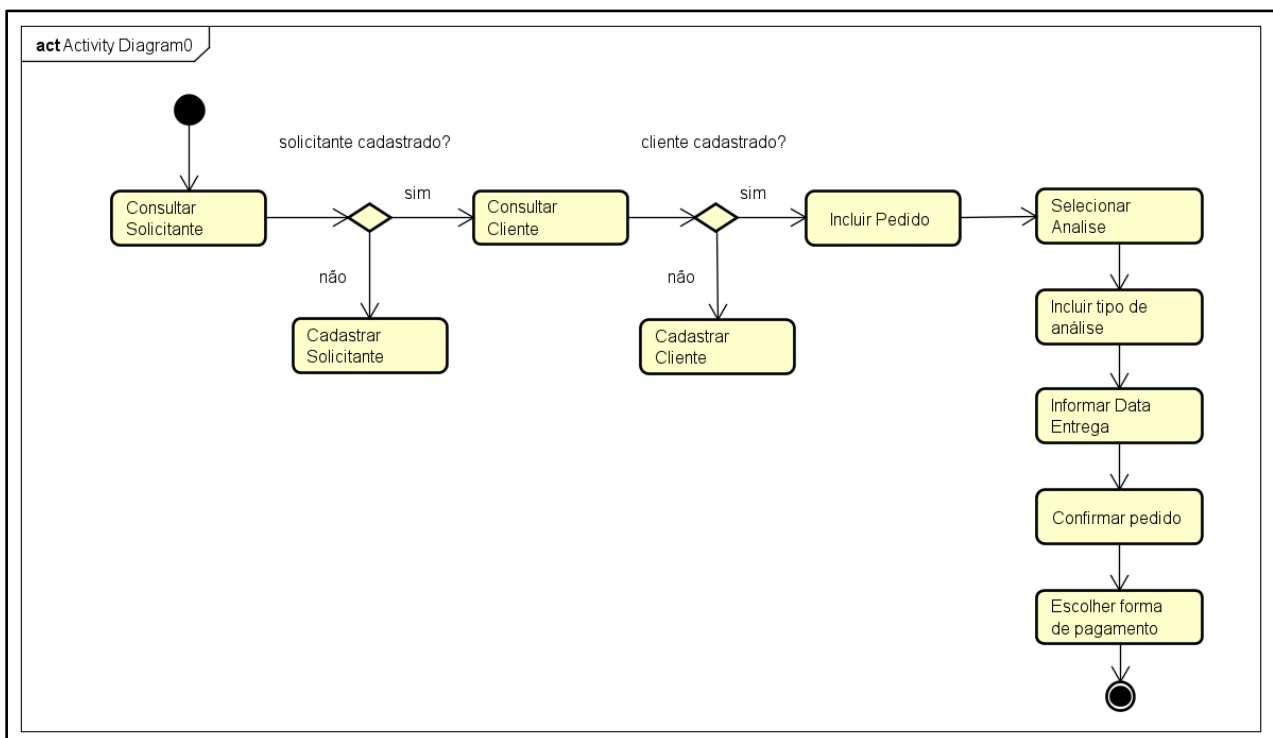 act Activity Diagram0
solicitante cadastrado?
cliente cadastrado?
sim
sim
Consultar
Solicitante
Consultar
Cliente
Incluir Pedido
Selecionar
Analise
não
não
Cadastrar
Solicitante
Cadastrar
Cliente
Incluir tipo de
análise
Informar Data
Entrega
Confirmar pedido
Escolher forma
de pagamento